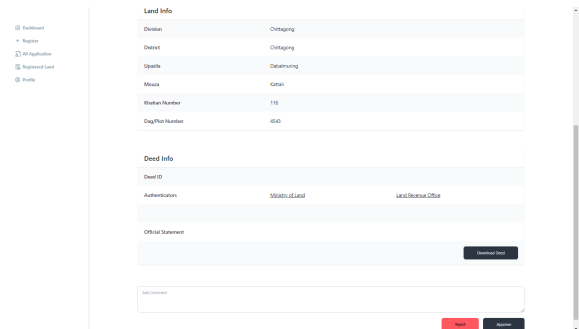 Land Info
Dashboard
Division Chittagong
Register
All Application
District Chittagong
Registered Land
Upazila Dabalmuring
Profile
Mouza Kattali
Khatian Number 116
Dag/Plot Number 4543
Deed Info
Deed ID
Authenticators Ministry of Land Land Revenue Office
Official Statement
Download Deed
Add Comment
Reject Approve